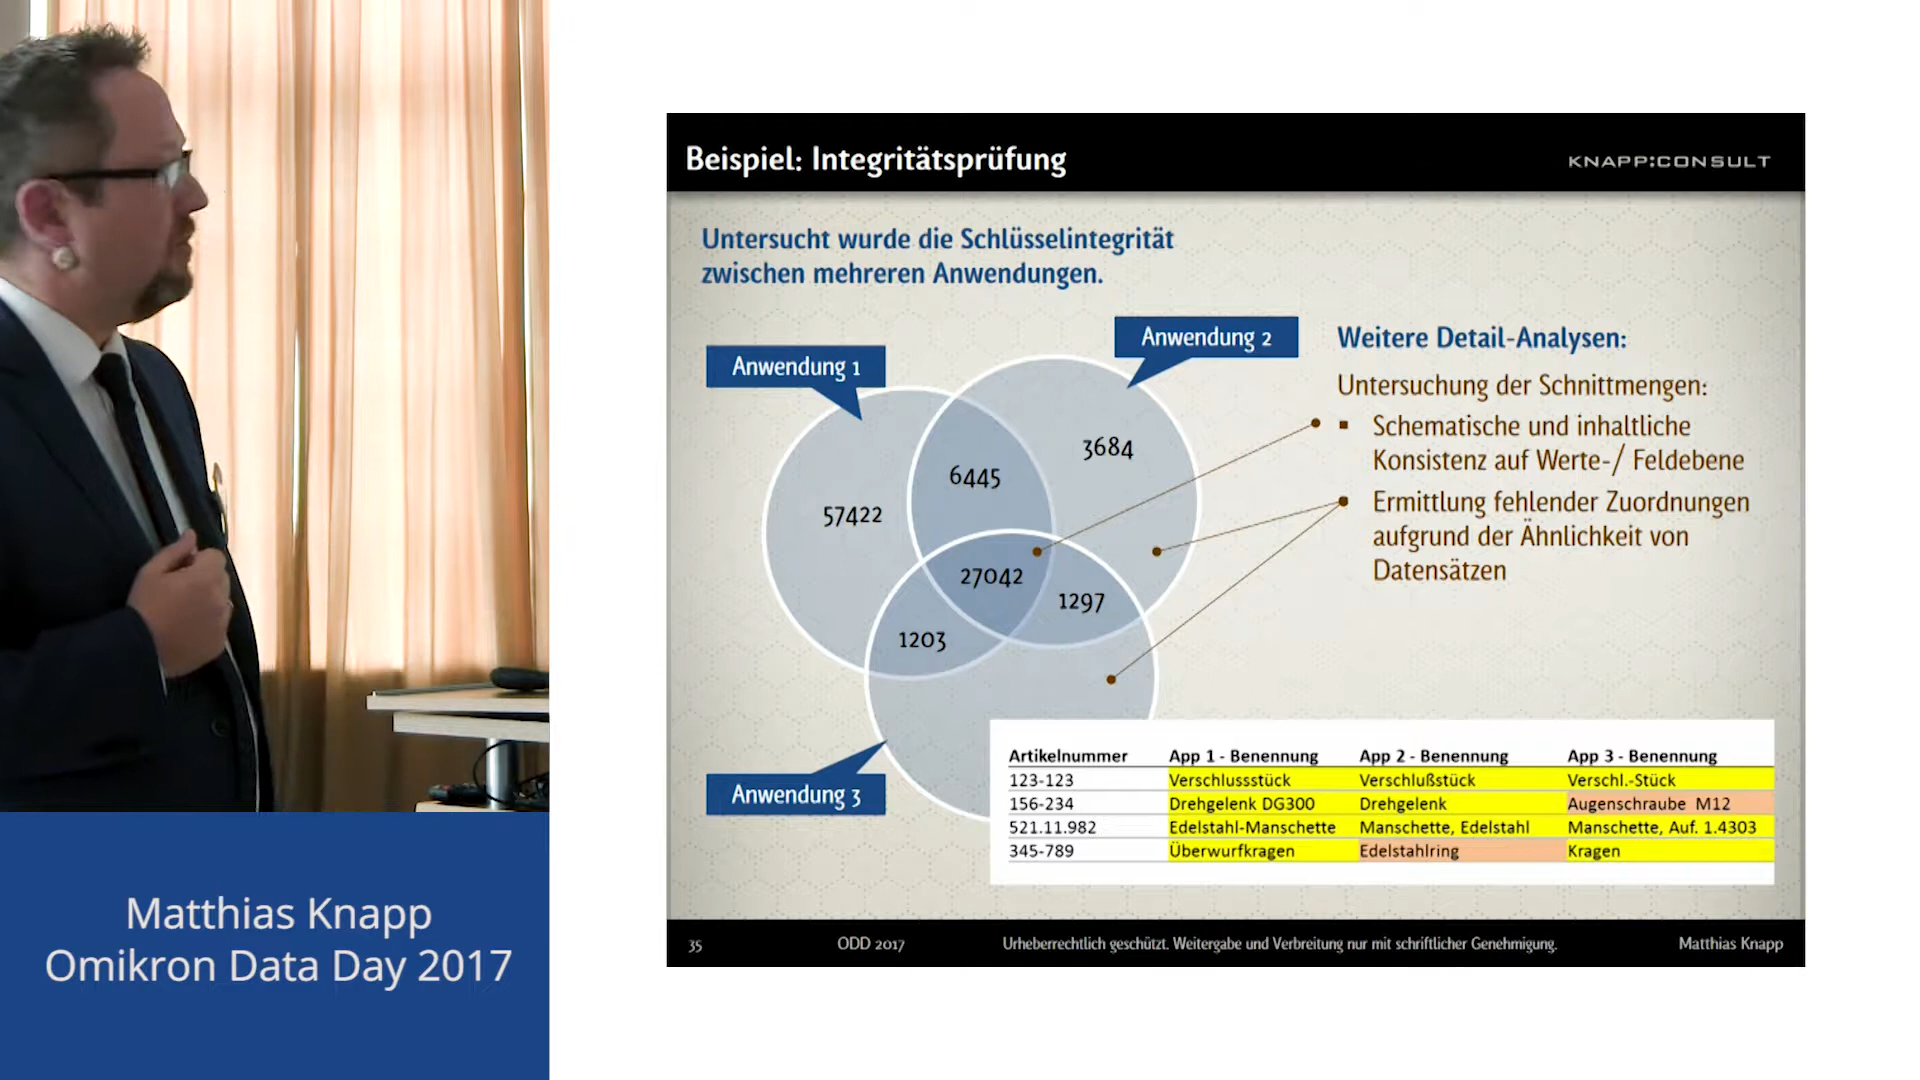 Beispiel: Integritätsprüfung
KNAPP:CONSULT
Untersucht wurde die Schlüsselintegrität
zwischen mehreren Anwendungen.
Anwendung 1
Anwendung 2
57422
6445
3684
27042
1297
1203
Anwendung 3
Weitere Detail-Analysen:
Untersuchung der Schnittmengen:
▪ Schematische und inhaltliche
Konsistenz auf Werte-/ Feldebene
Ermittlung fehlender Zuordnungen
aufgrund der Ähnlichkeit von
Datensätzen
Artikelnummer App 1 - Benennung App 2 - Benennung App 3 - Benennung
123-123 Verschlussstück Verschlußstück Verschl.-Stück
156-234 Drehgelenk DG300 Drehgelenk Augenschraube M12
521.11.982 Edelstahl-Manschette Manschette, Edelstahl Manschette, Auf. 1.4303
345-789 Überwurfkragen Edelstahlring Kragen
35 ODD 2017 Urheberrechtlich geschützt. Weitergabe und Verbreitung nur mit schriftlicher Genehmigung. Matthias Knapp
Matthias Knapp
Omikron Data Day 2017